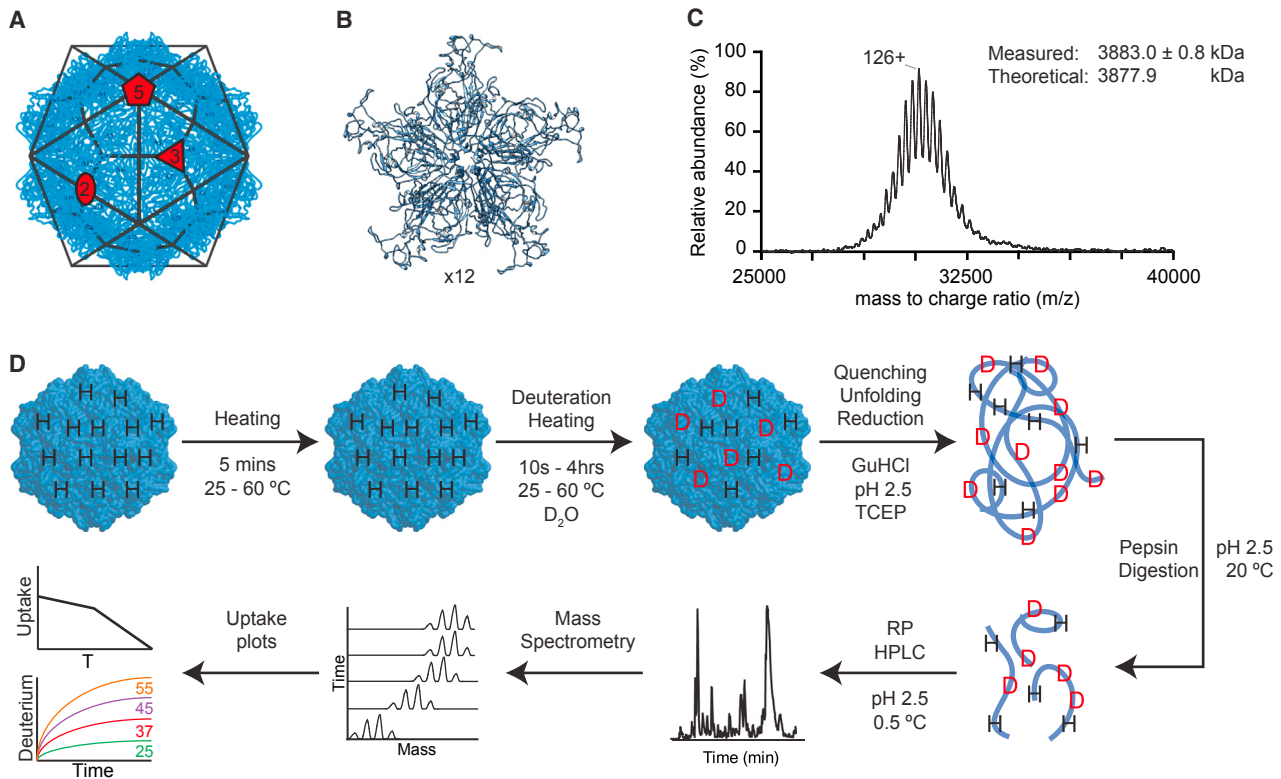 A
5
3
2
B
x12
C
Relative abundance (%)
100
80
60
40
20
0
126+
Measured: 3883.0 ± 0.8 kDa
Theoretical: 3877.9 kDa
25000 32500 40000
mass to charge ratio (m/z)
D
H H
H H H H H
H H H H H
H H H
Heating
5 mins
25 - 60 ºC
H H
H H H H H
H H H H H
H H H
Deuteration
Heating
10s - 4hrs
25 - 60 ºC
D₂O
D H
D H H D H
H D H
D H D
Quenching
Unfolding
Reduction
GuHCl
pH 2.5
TCEP
D H D
H H D
H
D D H
D D
D H D
H
D
Pepsin
Digestion
pH 2.5
20 ºC
D
H
H
D D
D H D
H H
RP
HPLC
pH 2.5
0.5 ºC
Time (min)
Mass
Spectrometry
Time
Mass
Uptake
plots
Uptake
T
Deuterium
55
45
37
25
Time